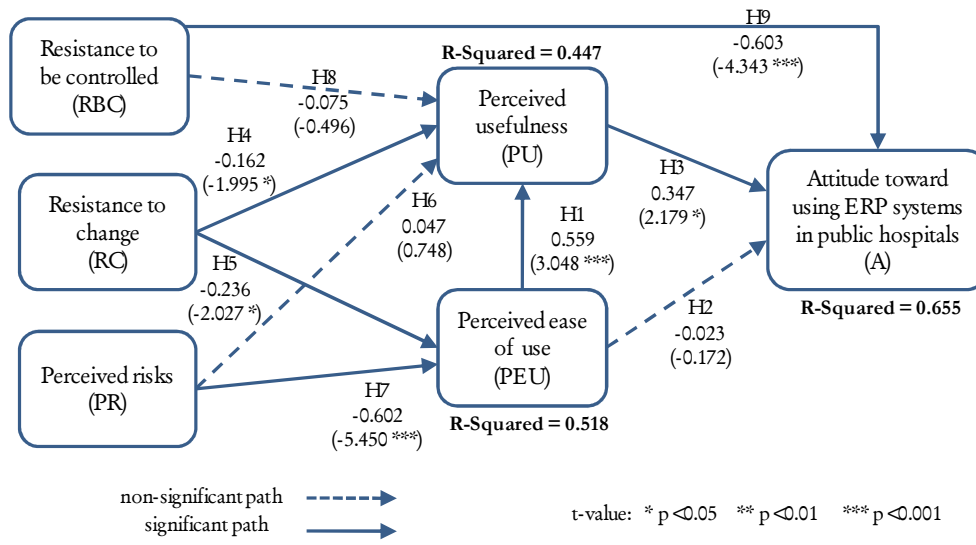 H9
-0.603
(-4.343 ***)
Resistance to
be controlled
(RBC)
R-Squared = 0.447
H8
-0.075
(-0.496)
Perceived
usefulness
(PU)
H4
-0.162
(-1.995 *)
H3
0.347
(2.179 *)
Attitude toward
using ERP systems
in public hospitals
(A)
R-Squared = 0.655
Resistance to
change
(RC)
H6
0.047
(0.748)
H1
0.559
(3.048 ***)
H5
-0.236
(-2.027 *)
H2
-0.023
(-0.172)
Perceived ease
of use
(PEU)
R-Squared = 0.518
Perceived risks
(PR)
H7
-0.602
(-5.450 ***)
non-significant path
significant path
t-value: * p <0.05 ** p <0.01 *** p <0.001